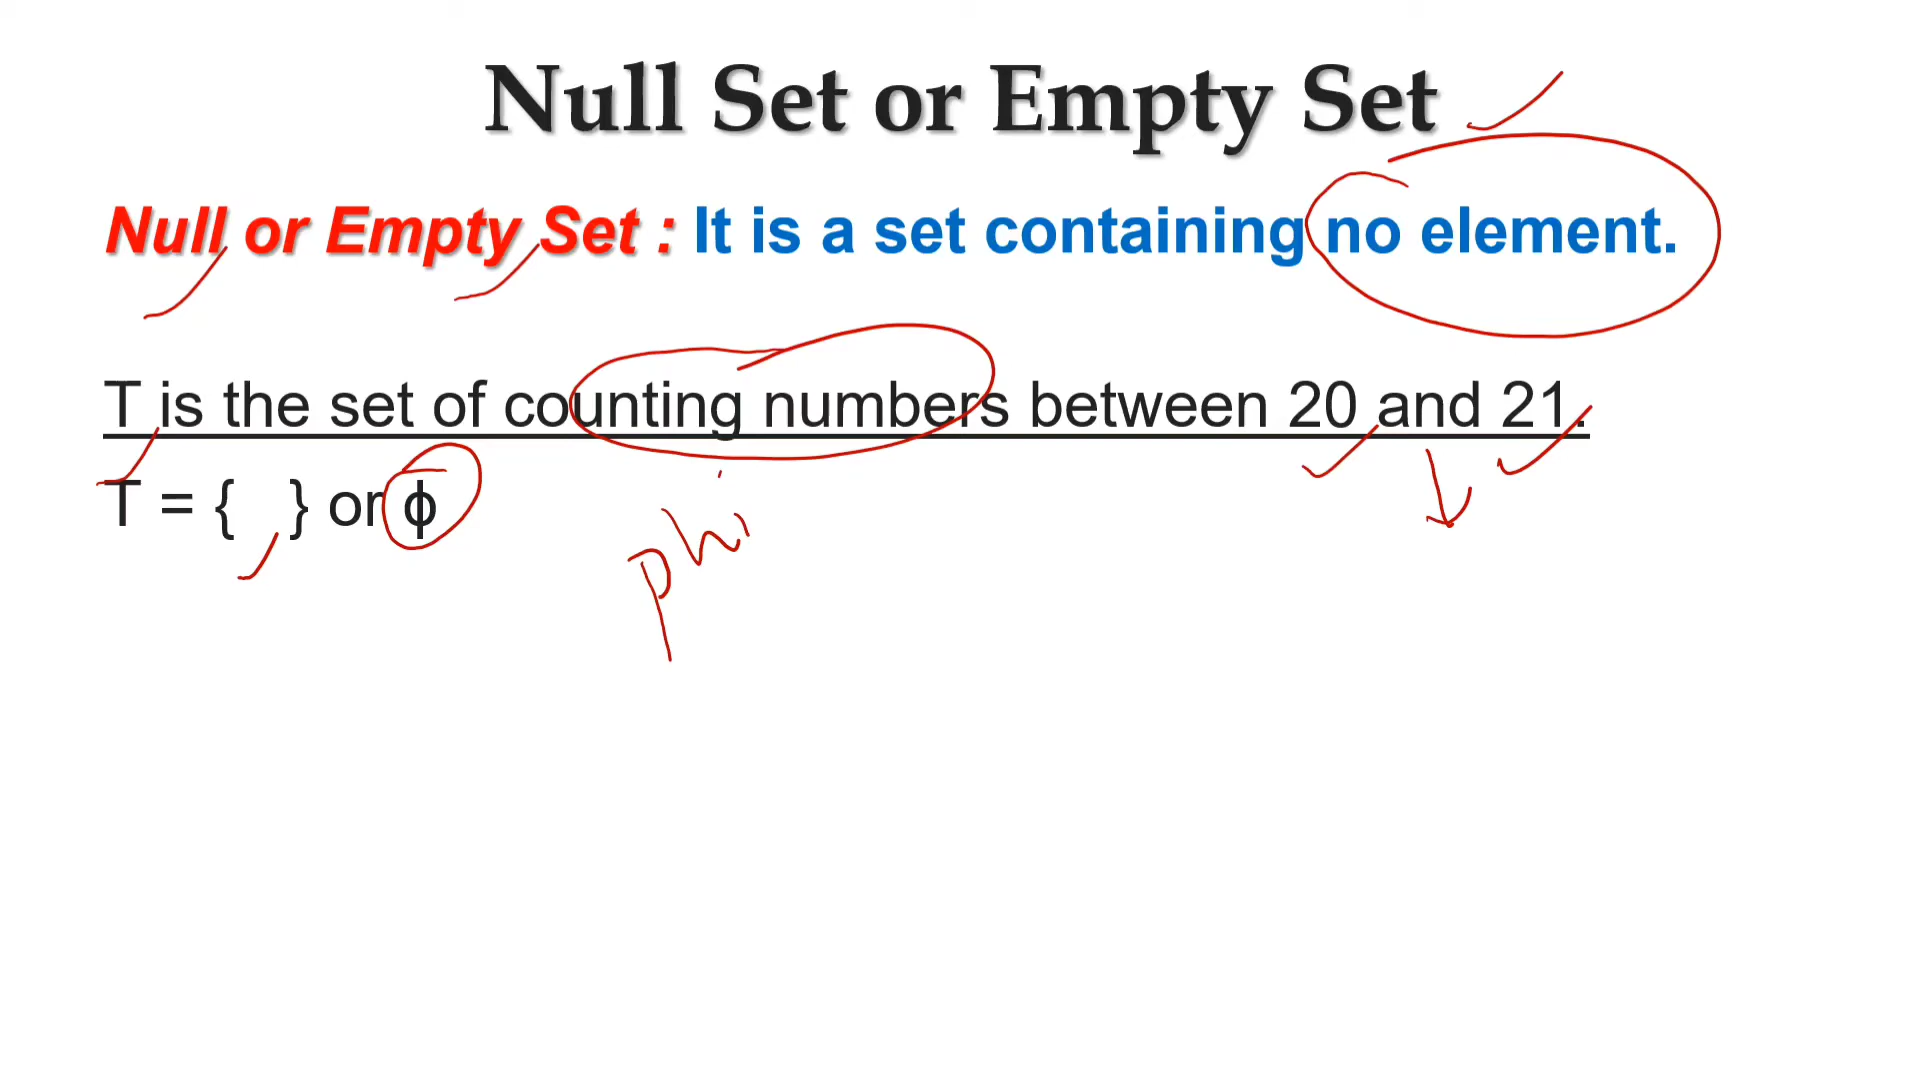 Null Set or Empty Set
Null or Empty Set : It is a set containing no element.
T is the set of counting numbers between 20 and 21.
T = {   } or ϕ
phi